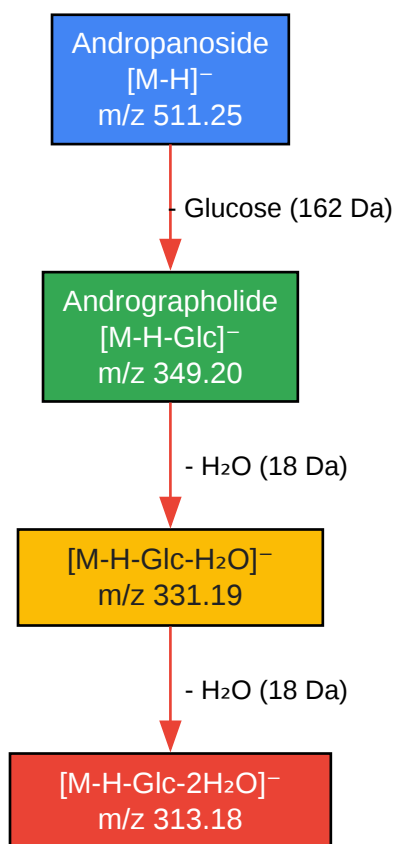 Andropanoside
[M-H]⁻
m/z 511.25
- Glucose (162 Da)
Andrographolide
[M-H-Glc]⁻
m/z 349.20
- H₂O (18 Da)
[M-H-Glc-H₂O]⁻
m/z 331.19
- H₂O (18 Da)
[M-H-Glc-2H₂O]⁻
m/z 313.18